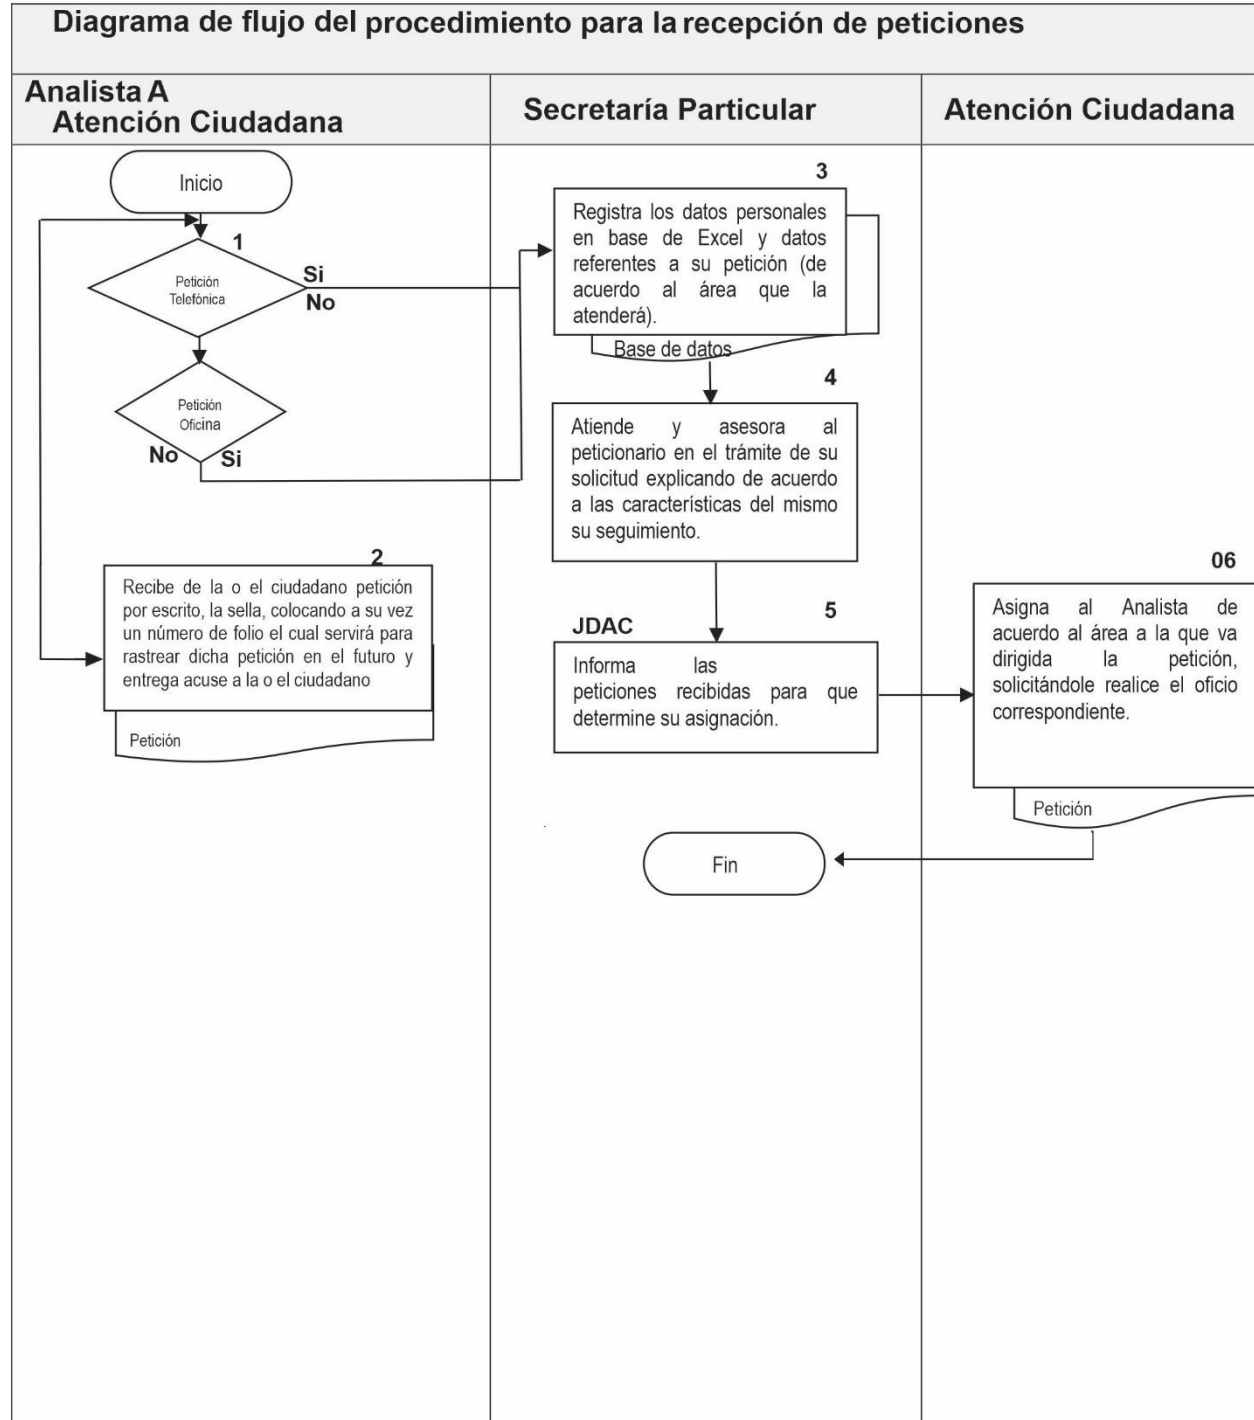 Diagrama de flujo del procedimiento para la recepción de peticiones
Analista A
Atención Ciudadana
Secretaría Particular
Atención Ciudadana
Inicio
1
Petición
Telefónica
Si
No
Petición
Oficina
No
Si
2
Recibe de la o el ciudadano petición
por escrito, la sella, colocando a su vez
un número de folio el cual servirá para
rastrear dicha petición en el futuro y
entrega acuse a la o el ciudadano
Petición
3
Registra los datos personales
en base de Excel y datos
referentes a su petición (de
acuerdo al área que la
atenderá).
Base de datos
4
Atiende y asesora al
peticionario en el trámite de su
solicitud explicando de acuerdo
a las características del mismo
su seguimiento.
5
JDAC
Informa las
peticiones recibidas para que
determine su asignación.
06
Asigna al Analista de
acuerdo al área a la que va
dirigida la petición,
solicitándole realice el oficio
correspondiente.
Petición
Fin